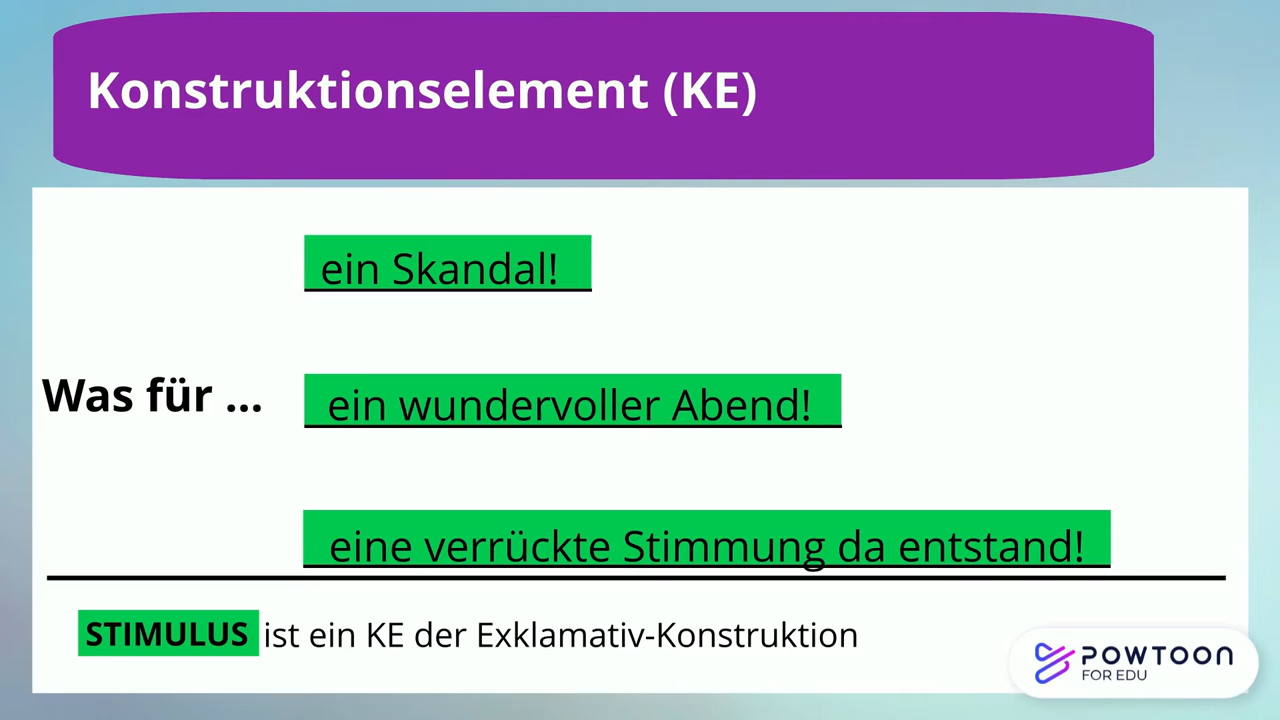 Konstruktionselement (KE)
ein Skandal!
Was für ...
ein wundervoller Abend!
eine verrückte Stimmung da entstand!
STIMULUS ist ein KE der Exklamativ-Konstruktion
POWTOON
FOR EDU